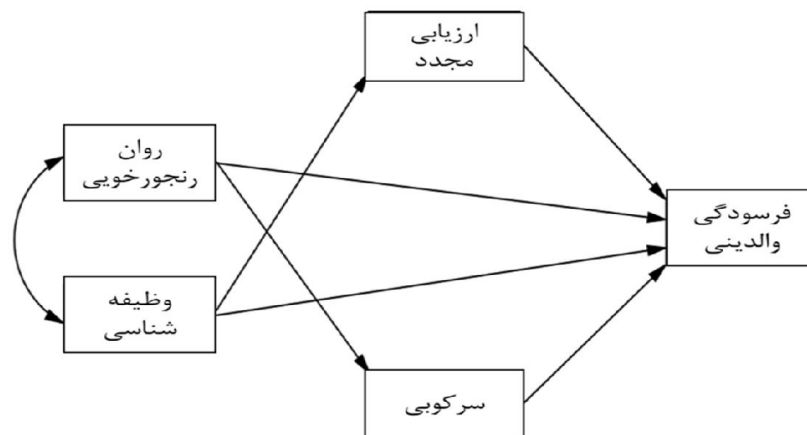 ارزیابی
مجدد
روان
رنجورخویی
فرسودگی
والدینی
وظیفه
شناسی
سرکوبی